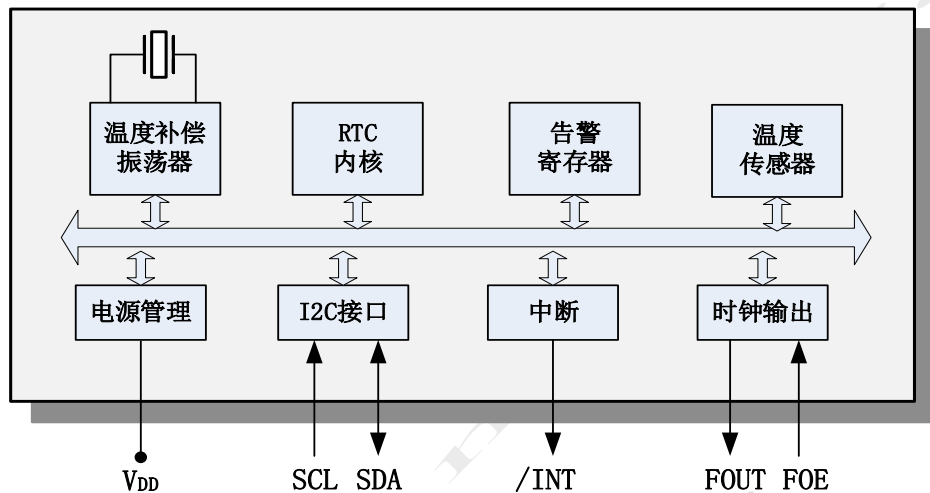 温度补偿
振荡器
RTC
内核
告警
寄存器
温度
传感器
电源管理
I2C接口
中断
时钟输出
VDD
SCL
SDA
/INT
FOUT
FOE